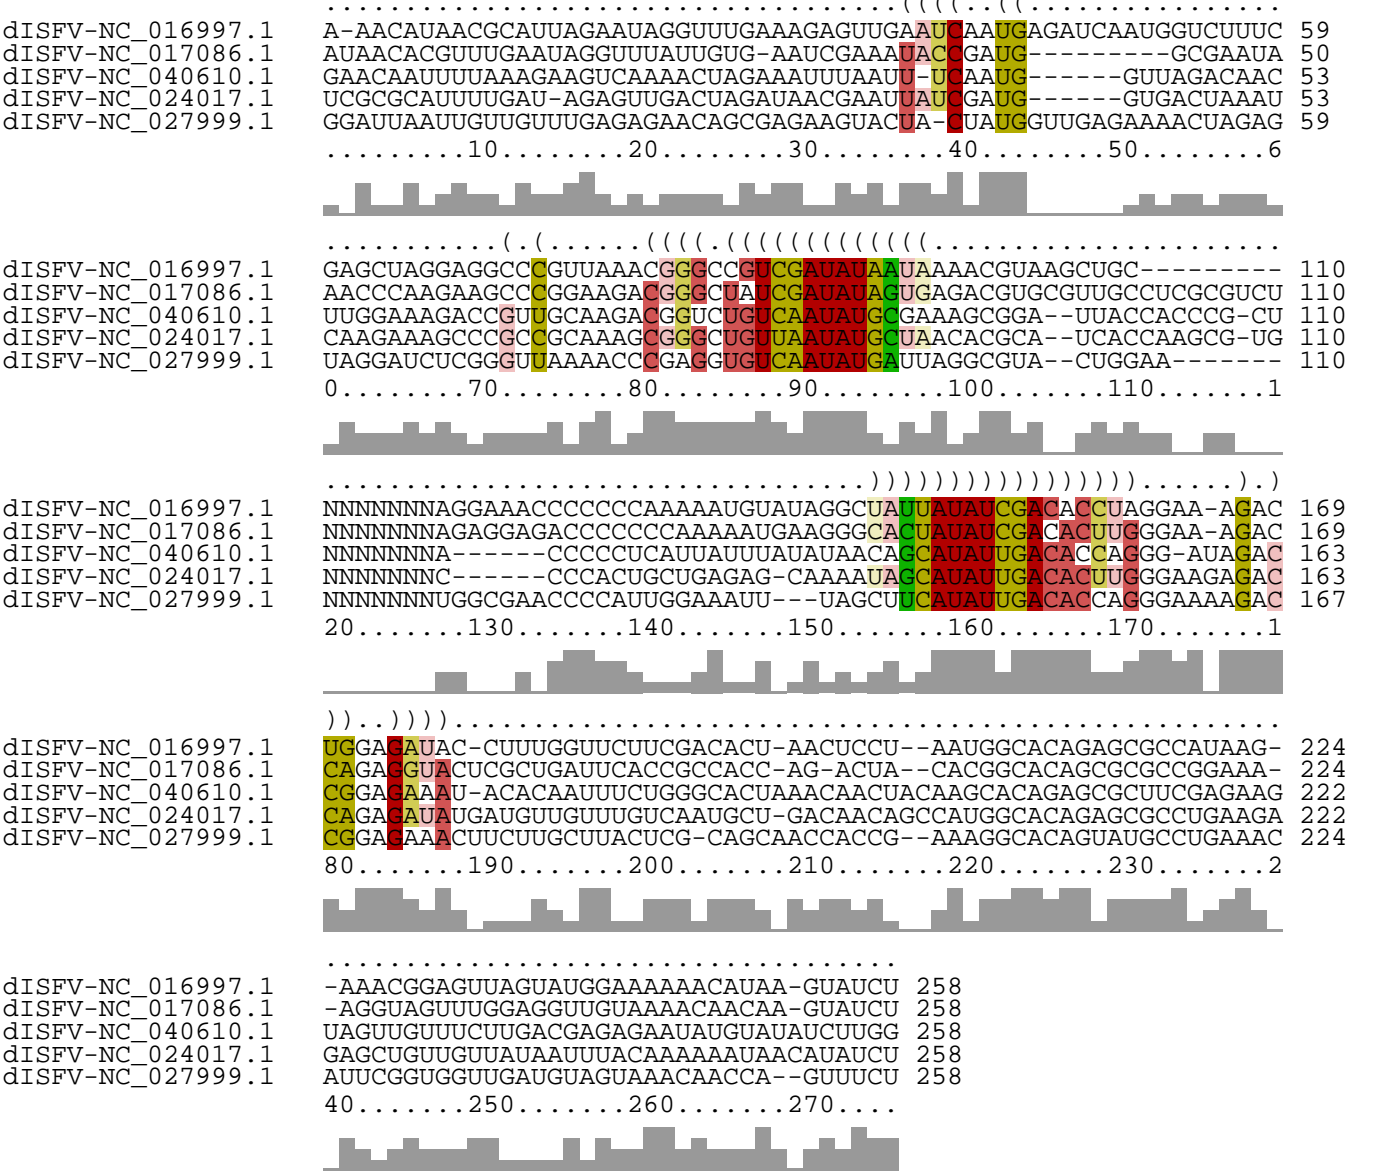 ....................................((((..((................
dISFV-NC_016997.1 A-AACAUAACGCAUUAGAAUAGGUUUGAAAGAGUUGAAUCAAUGAGAUCAAUGGUCUUUC 59
dISFV-NC_017086.1 AUAACACGUUUGAAUAGGUUUAUUGUG-AAUCGAAAUACCGAUG---------GCGAAUA 50
dISFV-NC_040610.1 GAACAAUUUUAAAGAAGUCAAAACUAGAAAUUUAAUU-UCAAUG------GUUAGACAAC 53
dISFV-NC_024017.1 UCGCGCAUUUUGAU-AGAGUUGACUAGAUAACGAAUUAUCGAUG------GUGACUAAAU 53
dISFV-NC_027999.1 GGAUUAAUUGUUGUUUGAGAGAACAGCGAGAAGUACUA-CUAUGGUUGAGAAAACUAGAG 59
.........10........20........30........40........50........6
...........(.(......((((.(((((((((((((......................
dISFV-NC_016997.1 GAGCUAGGAGGCCCGUUAAACGGGCCGUCGAUAUAAUAAAACGUAAGCUGC--------- 110
dISFV-NC_017086.1 AACCCAAGAAGCCCGGAAGACGGGCUAUCGAUAUAGUGAGACGUGCGUUGCCUCGCGUCU 110
dISFV-NC_040610.1 UUGGAAAGACCGUUGCAAGACGGUCUGUCAAUAUGCGAAAGCGGA--UUACCACCCG-CU 110
dISFV-NC_024017.1 CAAGAAAGCCCGCCGCAAAGCGGGCUGUUAAUAUGCUAACACGCA--UCACCAAGCG-UG 110
dISFV-NC_027999.1 UAGGAUCUCGGGUUAAAACCCGAGGUGUCAAUAUGAUUAGGCGUA--CUGGAA------- 110
0........70........80........90........100.......110.......1
..................................)))))))))))))))))......).)
dISFV-NC_016997.1 NNNNNNNAGGAAACCCCCCCAAAAAUGUAUAGGCUAUUAUAUCGACACCUAGGAA-AGAC 169
dISFV-NC_017086.1 NNNNNNNAGAGGAGACCCCCCCAAAAAUGAAGGGCACUAUAUCGACACUUGGGAA-AGAC 169
dISFV-NC_040610.1 NNNNNNNNA------CCCCCUCAUUAUUUAUAUAACAGCAUAUUGACACCAGGG-AUAGAC 163
dISFV-NC_024017.1 NNNNNNNC------CCCACUGCUGAGAG-CAAAAUAGCAUAUUGACACUUGGGAAGAGAC 163
dISFV-NC_027999.1 NNNNNNNUGGCGAACCCCAUUGGAAAUU---UAGCUUCAUAUUGACACCAGGGAAAAGAC 167
20.......130.......140.......150.......160.......170.......1
))..))))....................................................
dISFV-NC_016997.1 UGGAGAUAC-CUUUGGUUCUUCGACACU-AACUCCU--AAUGGCACAGAGCGCCAUAAG- 224
dISFV-NC_017086.1 CAGAGGUACUCGCUGAUUCACCGCCACC-AG-ACUA--CACGGCACAGGGCGCCGGAAA- 224
dISFV-NC_040610.1 CGGAGAAAU-ACACAAUUUCUGGGCACUAAACAACUACAAGCACAGAGCGCUUCGAGAAG 222
dISFV-NC_024017.1 CAGAGAUAUGAUGUUGUUUGUCAAUGCU-GACAACAGCCAUGGCACAGAGCGCCUGAAGA 222
dISFV-NC_027999.1 CGGAGAAACUUCUUGCUUACUCG-CAGCAACCACCG--AAAGGCACAGUAUGCCUGAAAC 224
80.......190.......200.......210.......220.......230.......2
....................................
dISFV-NC_016997.1 -AAACGGAGUUAGUAUGGAAAAAACAUAA-GUAUCU 258
dISFV-NC_017086.1 -AGGUAGUUUGGAGGUUGUAAAACAACAA-GUAUCU 258
dISFV-NC_040610.1 UAGUUGUUUCUUGACGAGAGAAUAUGUAUAUCUUGG 258
dISFV-NC_024017.1 GAGCUGUUGUUAUAAUUUACAAAAAAUAACAUAUCU 258
dISFV-NC_027999.1 AUUCGGUGGUUGAUGUAGUAAACAACCA--GUUUCU 258
40.......250.......260.......270....